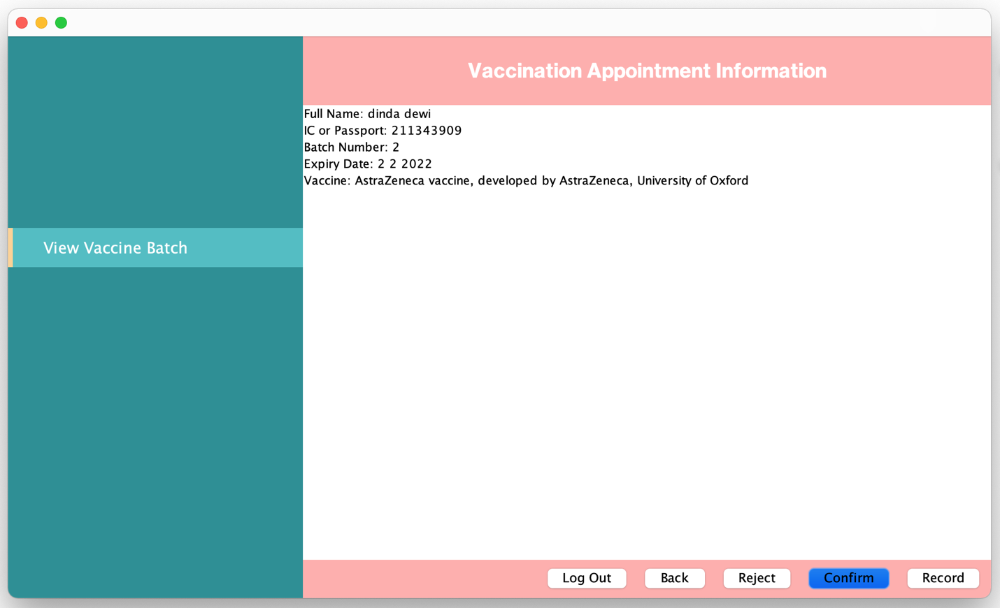 Vaccination Appointment Information
Full Name: dinda dewi
IC or Passport: 211343909
Batch Number: 2
Expiry Date: 2 2 2022
Vaccine: AstraZeneca vaccine, developed by AstraZeneca, University of Oxford
View Vaccine Batch
Log Out Back Reject Confirm Record